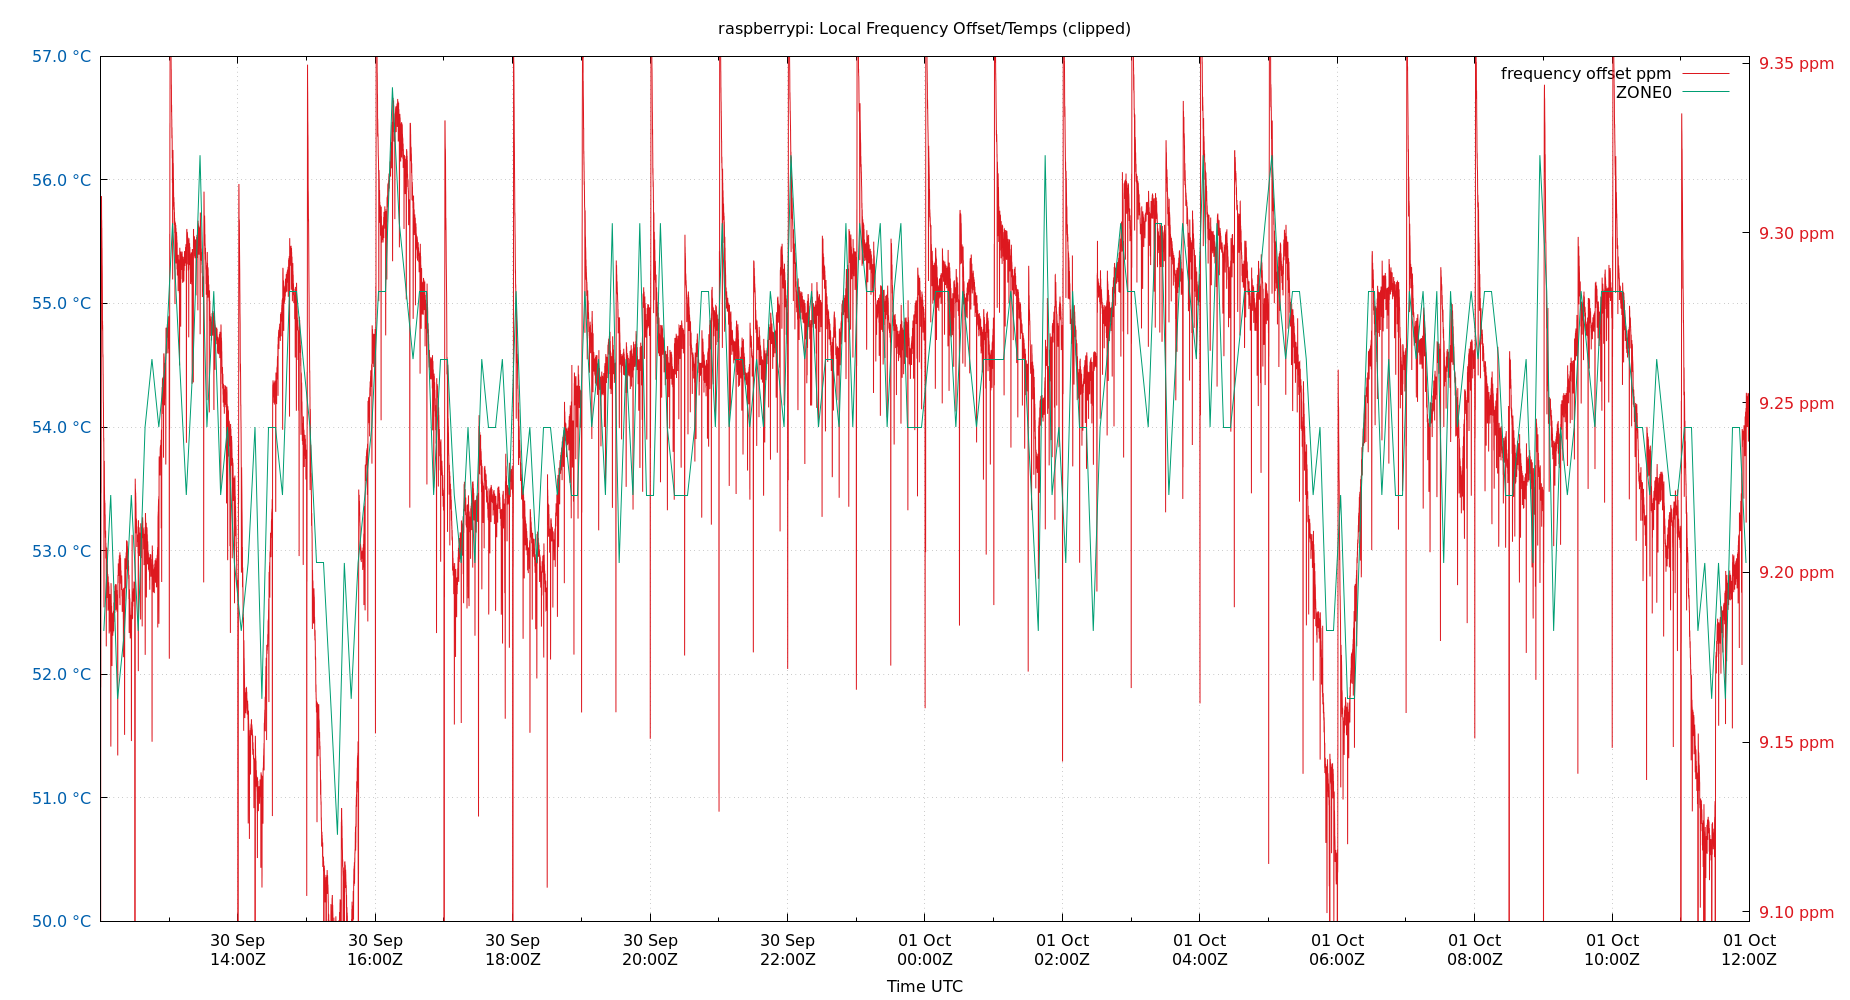 raspberrypi: Local Frequency Offset/Temps (clipped)
57.0 °C
56.0 °C
55.0 °C
54.0 °C
53.0 °C
52.0 °C
51.0 °C
50.0 °C
frequency offset ppm
ZONE0
9.35 ppm
9.30 ppm
9.25 ppm
9.20 ppm
9.15 ppm
9.10 ppm
30 Sep
14:00Z
30 Sep
16:00Z
30 Sep
18:00Z
30 Sep
20:00Z
30 Sep
22:00Z
01 Oct
00:00Z
01 Oct
02:00Z
01 Oct
04:00Z
01 Oct
06:00Z
01 Oct
08:00Z
01 Oct
10:00Z
01 Oct
12:00Z
Time UTC